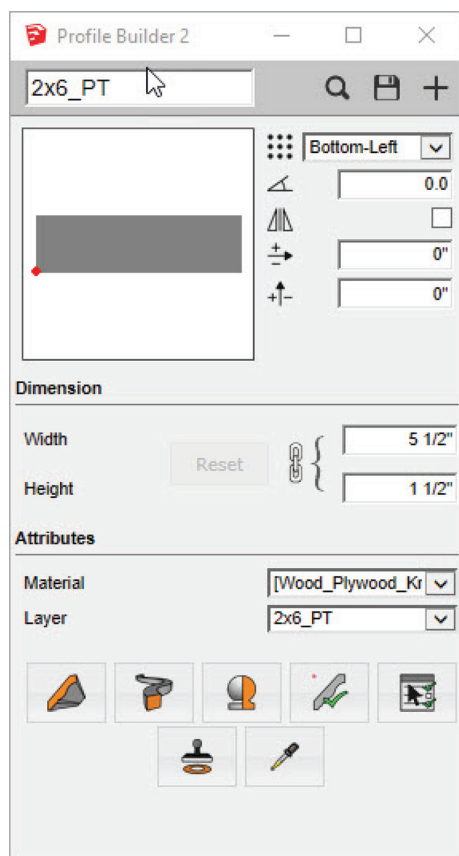 Profile Builder 2
2x6_PT
Bottom-Left
0.0
0"
0"
Dimension
Width
5 1/2"
Reset
Height
1 1/2"
Attributes
Material
[Wood_Plywood_Kr
Layer
2x6_PT